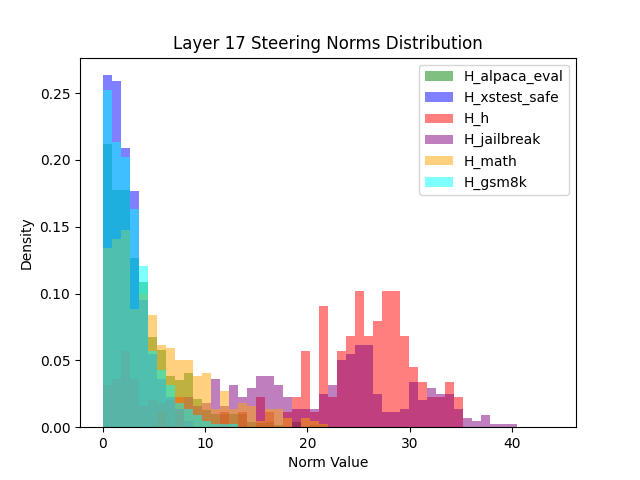 Layer 17 Steering Norms Distribution
H_alpaca_eval
H_xstest_safe
H_h
H_jailbreak
H_math
H_gsm8k
0.25
0.20
0.15
0.10
0.05
0.00
Density
0
10
20
30
40
Norm Value